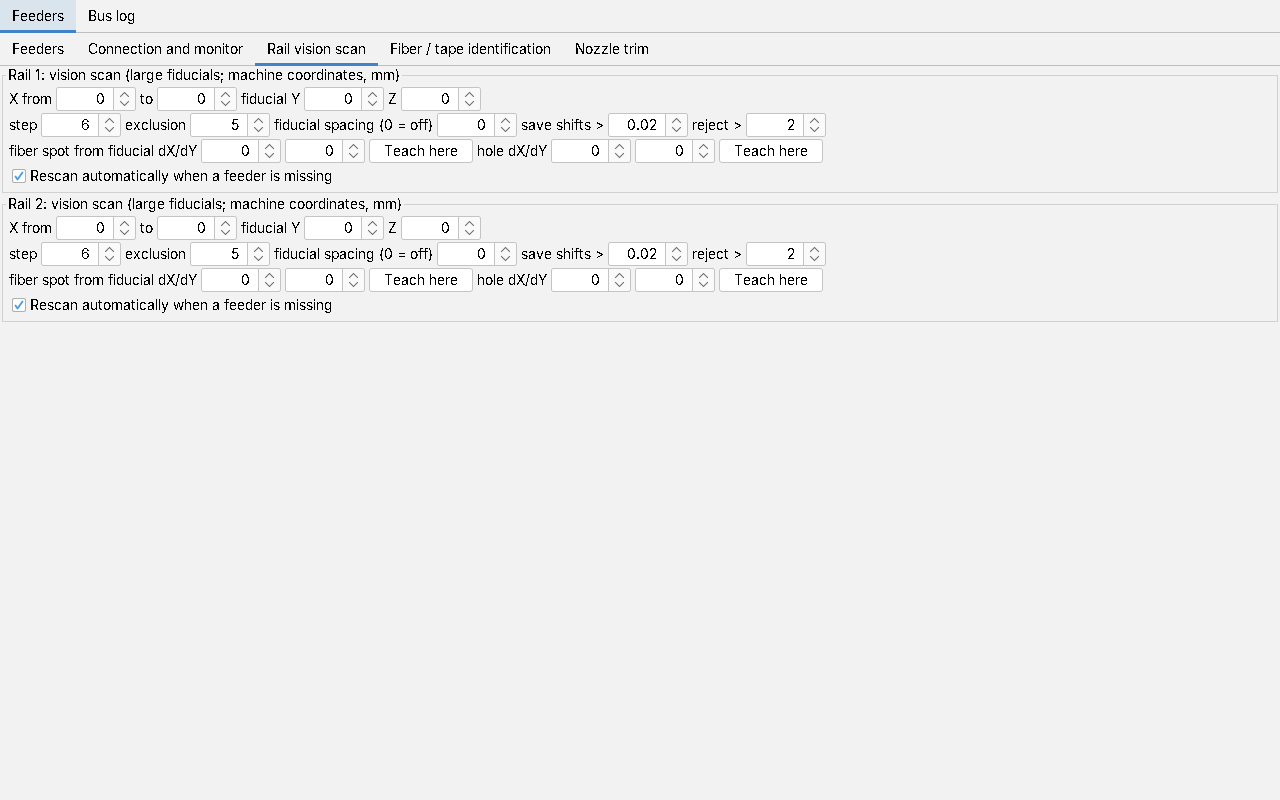 Feeders Bus log
Feeders Connection and monitor Rail vision scan Fiber / tape identification Nozzle trim
Rail 1: vision scan (large fiducials; machine coordinates, mm)
X from 0 to 0 fiducial Y 0 Z 0
step 6 exclusion 5 fiducial spacing (0 = off) 0 save shifts > 0.02 reject > 2
fiber spot from fiducial dX/dY 0 0 Teach here hole dX/dY 0 0 Teach here
Rescan automatically when a feeder is missing
Rail 2: vision scan (large fiducials; machine coordinates, mm)
X from 0 to 0 fiducial Y 0 Z 0
step 6 exclusion 5 fiducial spacing (0 = off) 0 save shifts > 0.02 reject > 2
fiber spot from fiducial dX/dY 0 0 Teach here hole dX/dY 0 0 Teach here
Rescan automatically when a feeder is missing